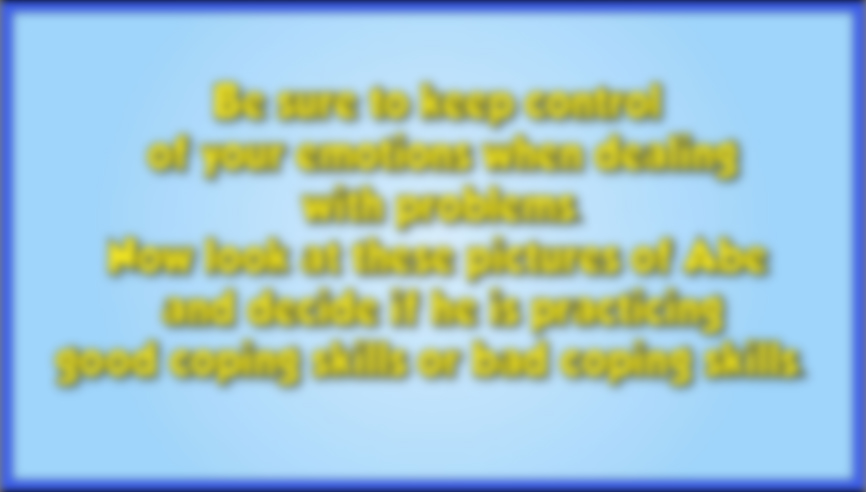 Be sure to keep control
of your emotions when dealing
with problems.
Now look at these pictures of Abe
and decide if he is practicing
good coping skills or bad coping skills.